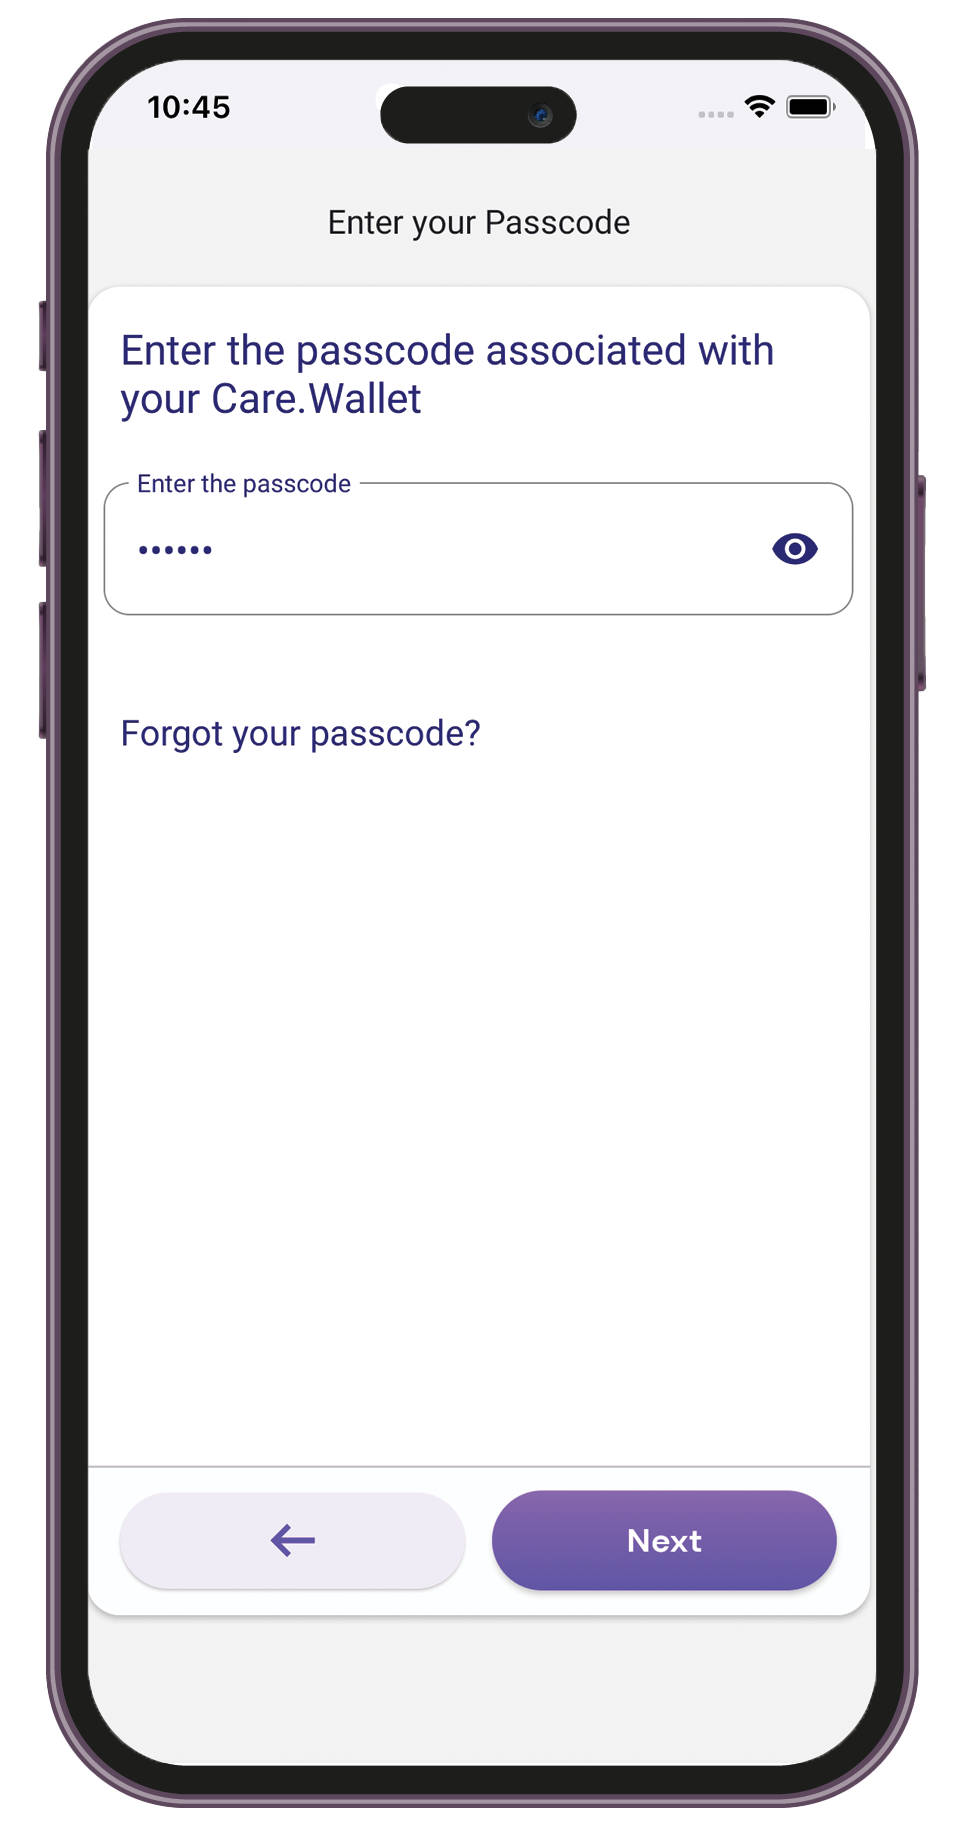 10:45
Enter your Passcode
Enter the passcode associated with
your Care.Wallet
Enter the passcode
••••••
Forgot your passcode?
Next